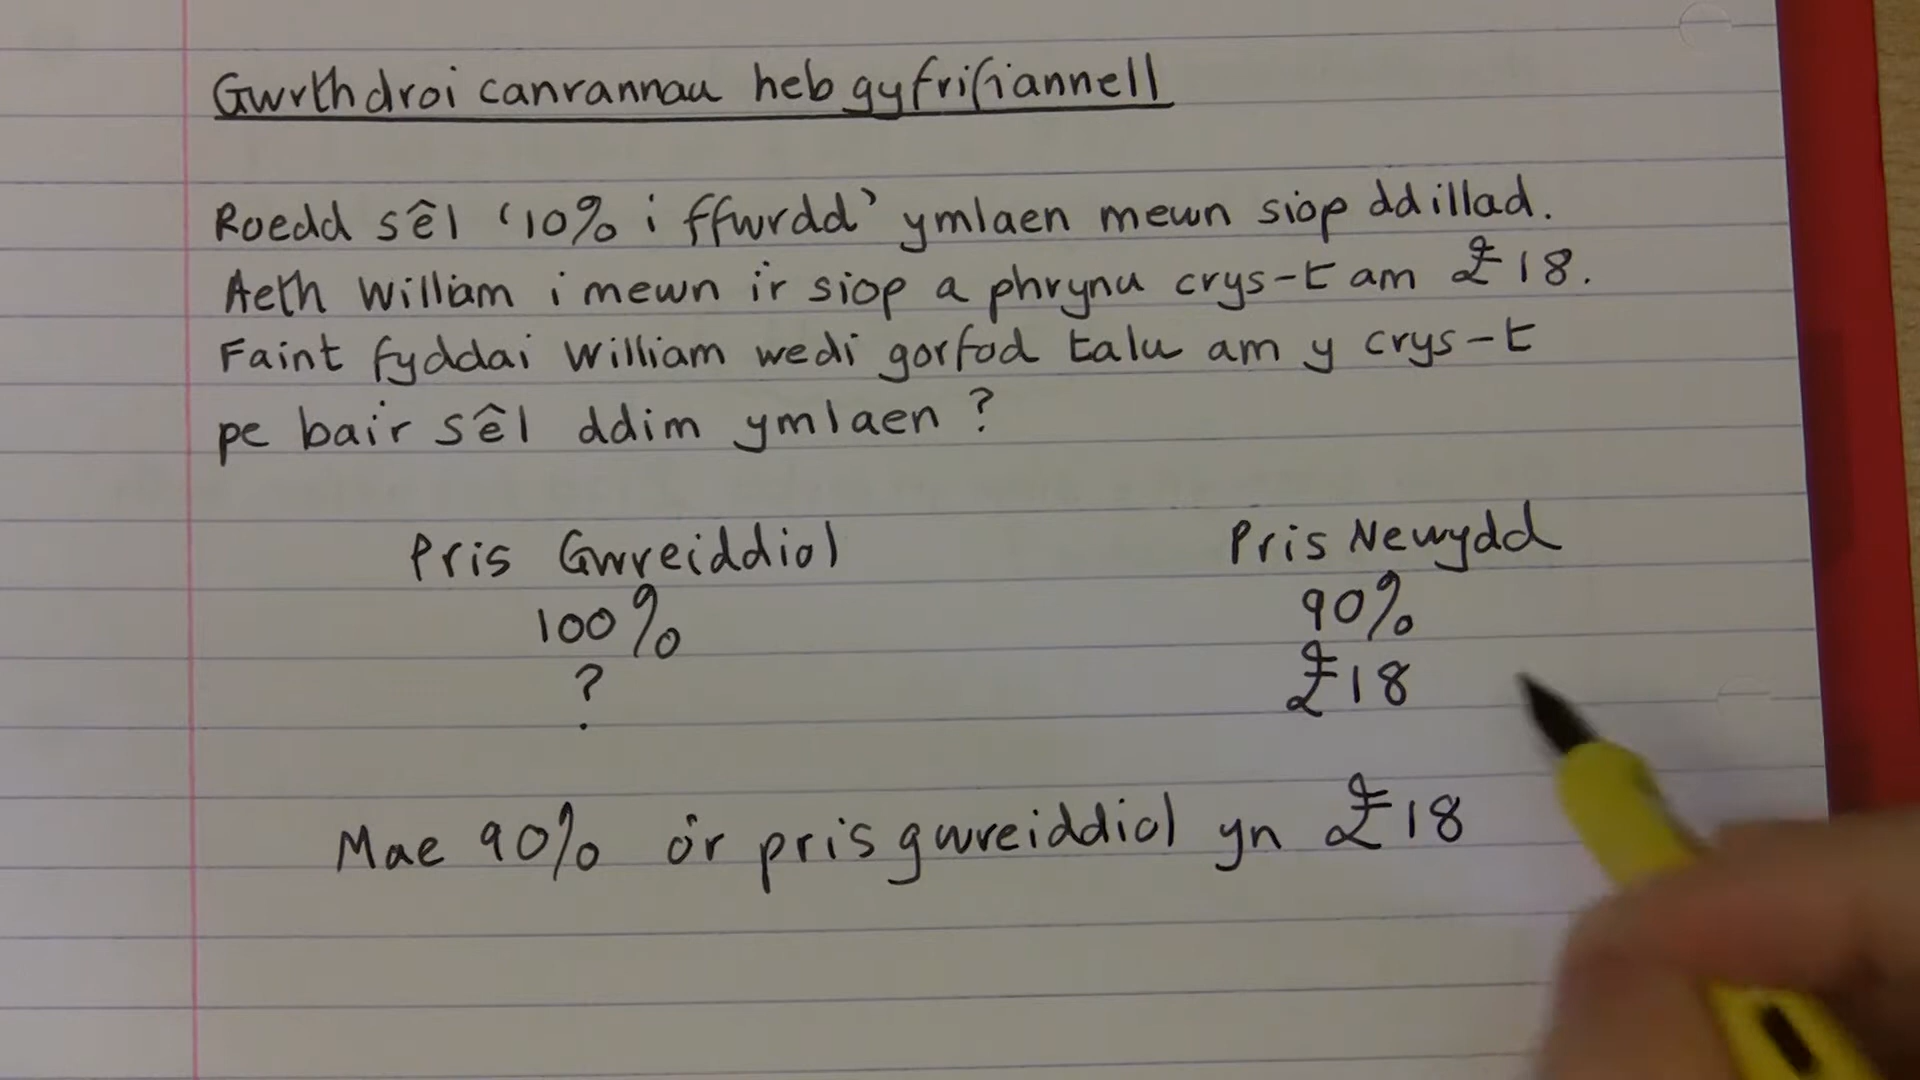 Gwrthdroi canrannau heb gyfrifiannell
Roedd sêl '10% i ffwrdd' ymlaen mewn siop ddillad.
Aeth William i mewn i'r siop a phrynu crys-t am £18.
Faint fyddai William wedi gorfod talu am y crys-t
pe bai'r sêl ddim ymlaen ?
Pris Gwreiddiol
100%
?
Pris Newydd
90%
£18
Mae 90% o'r pris gwreiddiol yn £18